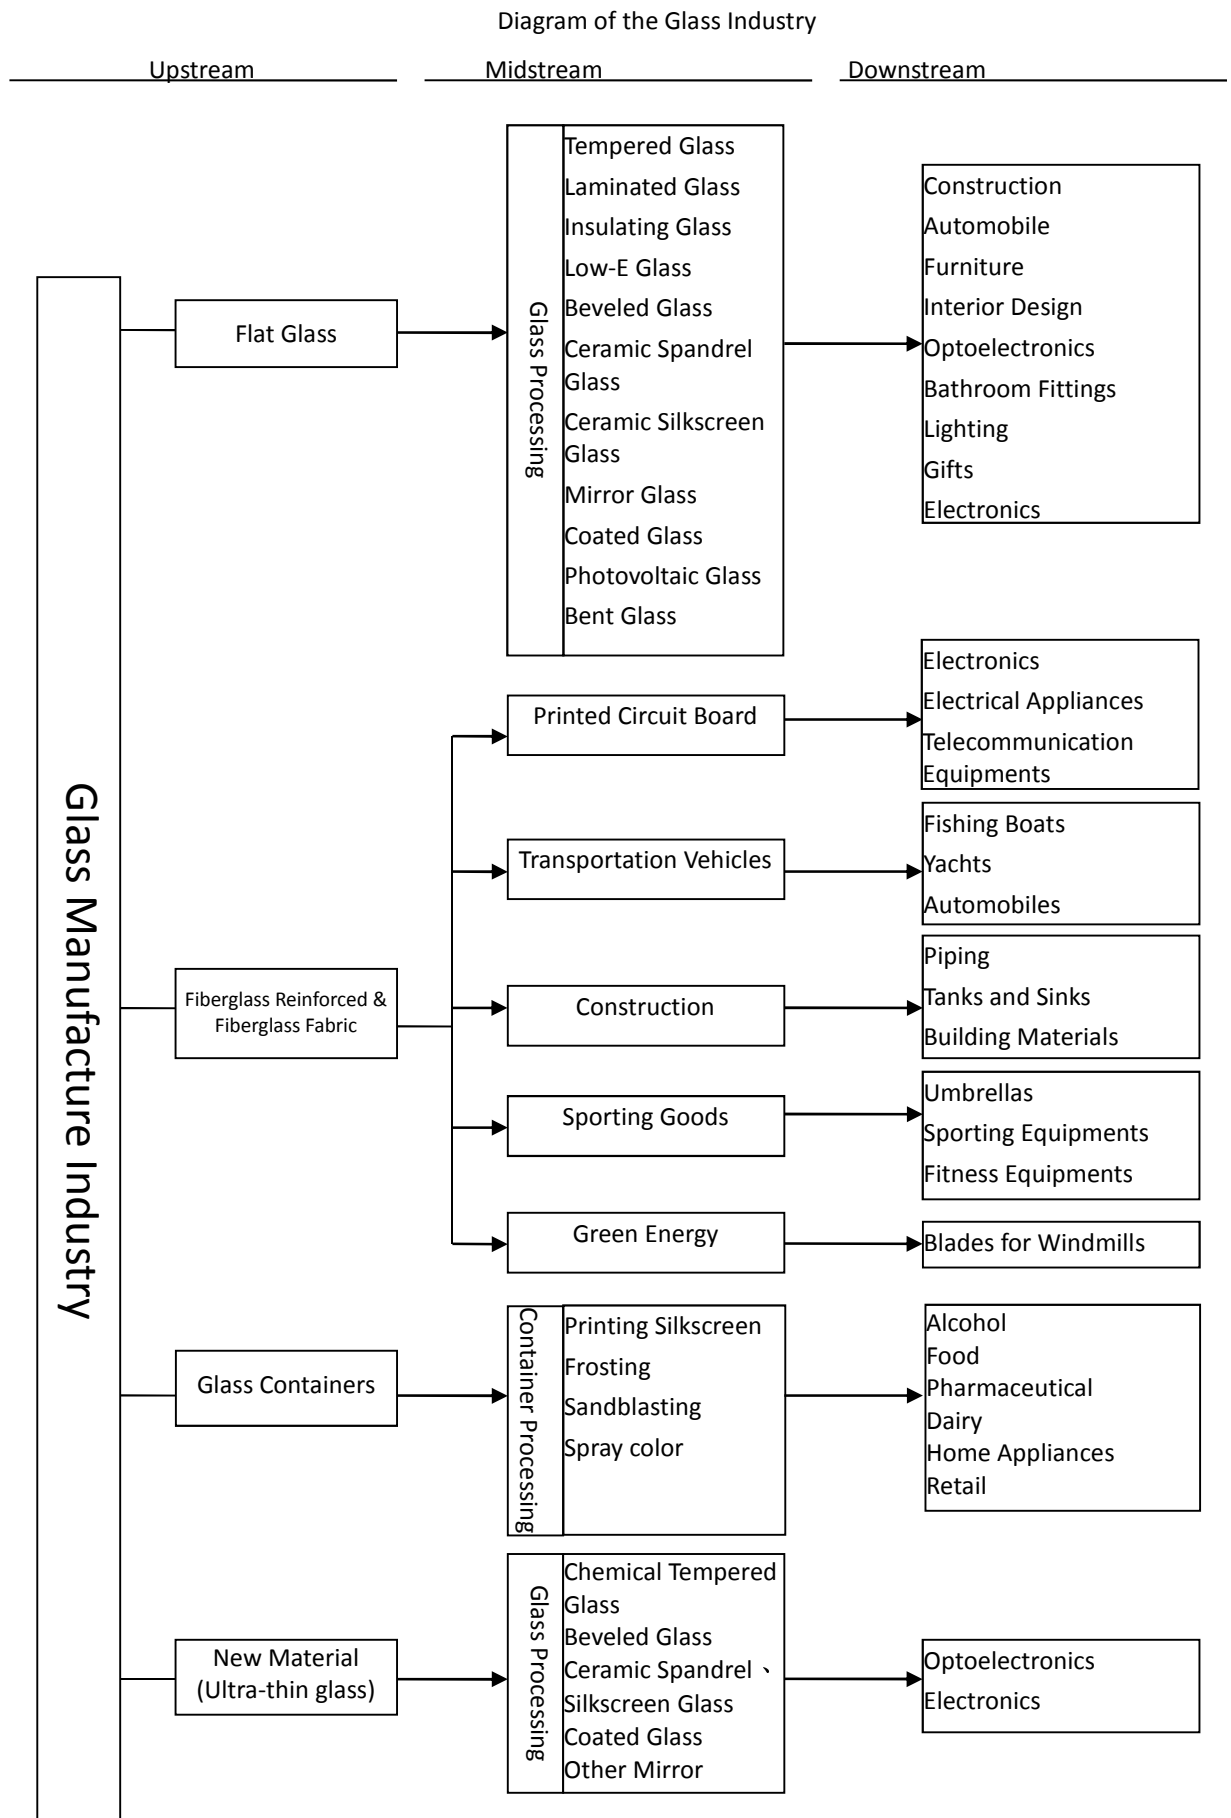 Diagram of the Glass Industry
Upstream
Midstream
Downstream
Glass Manufacture Industry
Flat Glass
Glass Processing
Tempered Glass
Laminated Glass
Insulating Glass
Low-E Glass
Beveled Glass
Ceramic Spandrel
Glass
Ceramic Silkscreen
Glass
Mirror Glass
Coated Glass
Photovoltaic Glass
Bent Glass
Construction
Automobile
Furniture
Interior Design
Optoelectronics
Bathroom Fittings
Lighting
Gifts
Electronics
Fiberglass Reinforced &
Fiberglass Fabric
Printed Circuit Board
Electronics
Electrical Appliances
Telecommunication
Equipments
Transportation Vehicles
Fishing Boats
Yachts
Automobiles
Construction
Piping
Tanks and Sinks
Building Materials
Sporting Goods
Umbrellas
Sporting Equipments
Fitness Equipments
Green Energy
Blades for Windmills
Glass Containers
Container Processing
Printing Silkscreen
Frosting
Sandblasting
Spray color
Alcohol
Food
Pharmaceutical
Dairy
Home Appliances
Retail
New Material
(Ultra-thin glass)
Glass Processing
Chemical Tempered
Glass
Beveled Glass
Ceramic Spandrel、
Silkscreen Glass
Coated Glass
Other Mirror
Optoelectronics
Electronics